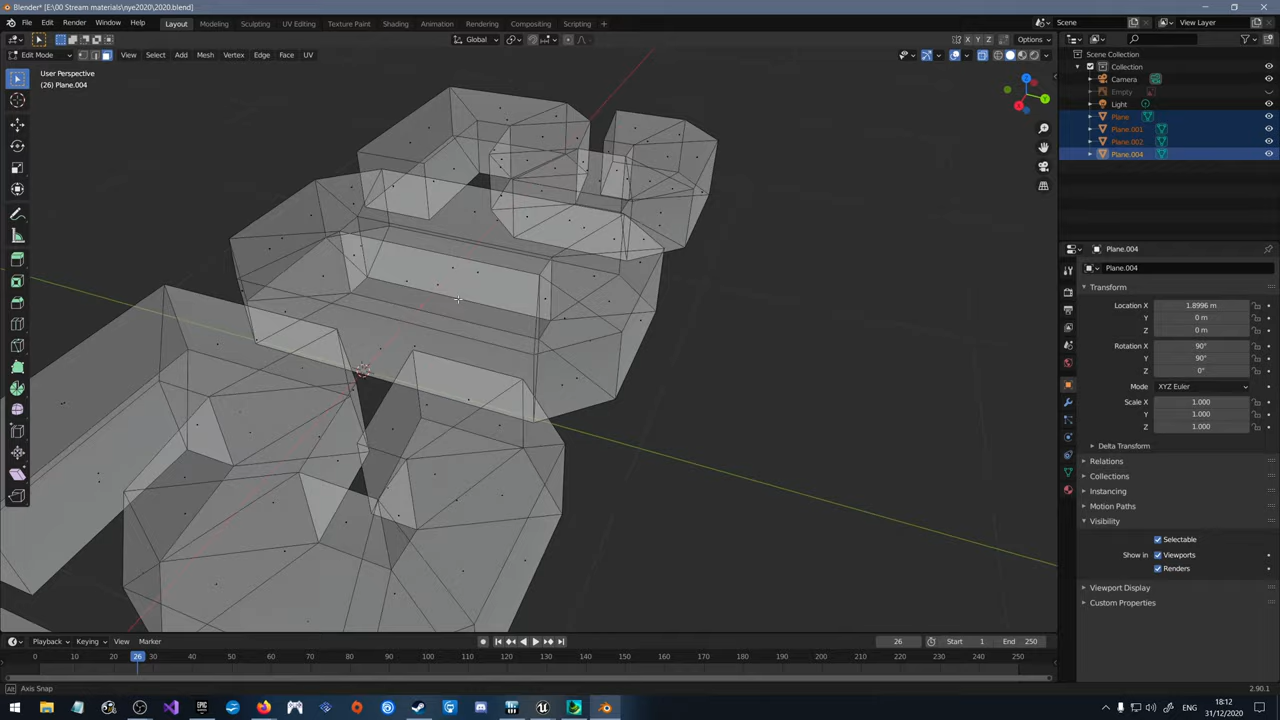 Blender* [E:\00 Stream materials\nye2020\2020.blend]
File Edit Render Window Help Layout Modeling Sculpting UV Editing Texture Paint Shading Animation Rendering Compositing Scripting + Scene View Layer
Global Options
Edit Mode View Select Add Mesh Vertex Edge Face UV X Y Z
User Perspective
(26) Plane.004
Scene Collection
Collection
Camera
Empty
Light
Plane
Plane.001
Plane.002
Plane.004
Z
Y
X
Plane.004
Plane.004
Transform
Location X 1.8996 m
Y 0 m
Z 0 m
Rotation X 90°
Y 90°
Z 0°
Mode XYZ Euler
Scale X 1.000
Y 1.000
Z 1.000
Delta Transform
Relations
Collections
Instancing
Motion Paths
Visibility
Selectable
Show in Viewports
Renders
Viewport Display
Custom Properties
Playback Keying View Marker 26 Start 1 End 250
0 10 20 26 30 40 50 60 70 80 90 100 110 120 130 140 150 160 170 180 190 200 210 220 230 240 250
Alt Axis Snap 2.90.1
ENG
18:12
31/12/2020